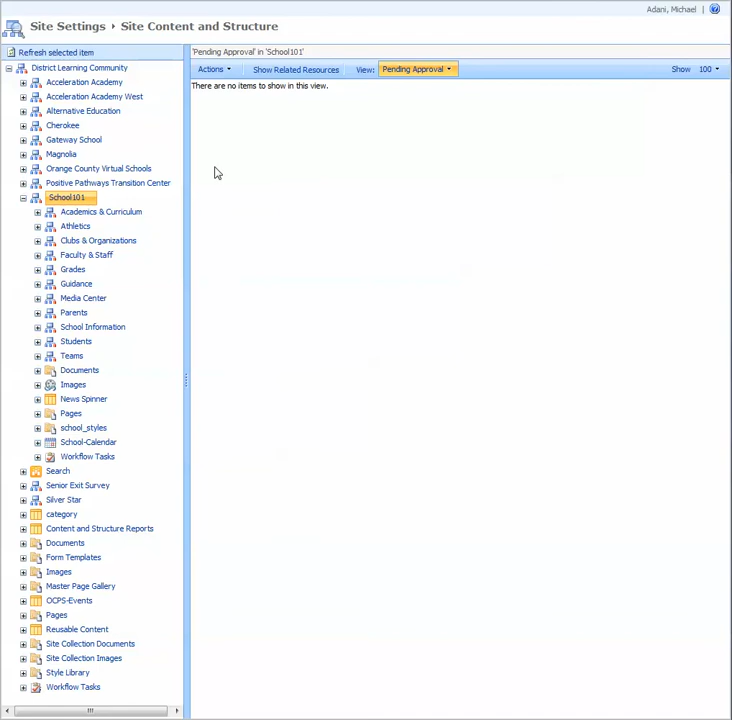 Adani, Michael |
Site Settings ▸ Site Content and Structure
Refresh selected item
'Pending Approval' in 'School101'
Actions Show Related Resources View: Pending Approval Show 100
There are no items to show in this view.
District Learning Community
Acceleration Academy
Acceleration Academy West
Alternative Education
Cherokee
Gateway School
Magnolia
Orange County Virtual Schools
Positive Pathways Transition Center
School101
Academics & Curriculum
Athletics
Clubs & Organizations
Faculty & Staff
Grades
Guidance
Media Center
Parents
School Information
Students
Teams
Documents
Images
News Spinner
Pages
school_styles
School-Calendar
Workflow Tasks
Search
Senior Exit Survey
Silver Star
category
Content and Structure Reports
Documents
Form Templates
Images
Master Page Gallery
OCPS-Events
Pages
Reusable Content
Site Collection Documents
Site Collection Images
Style Library
Workflow Tasks